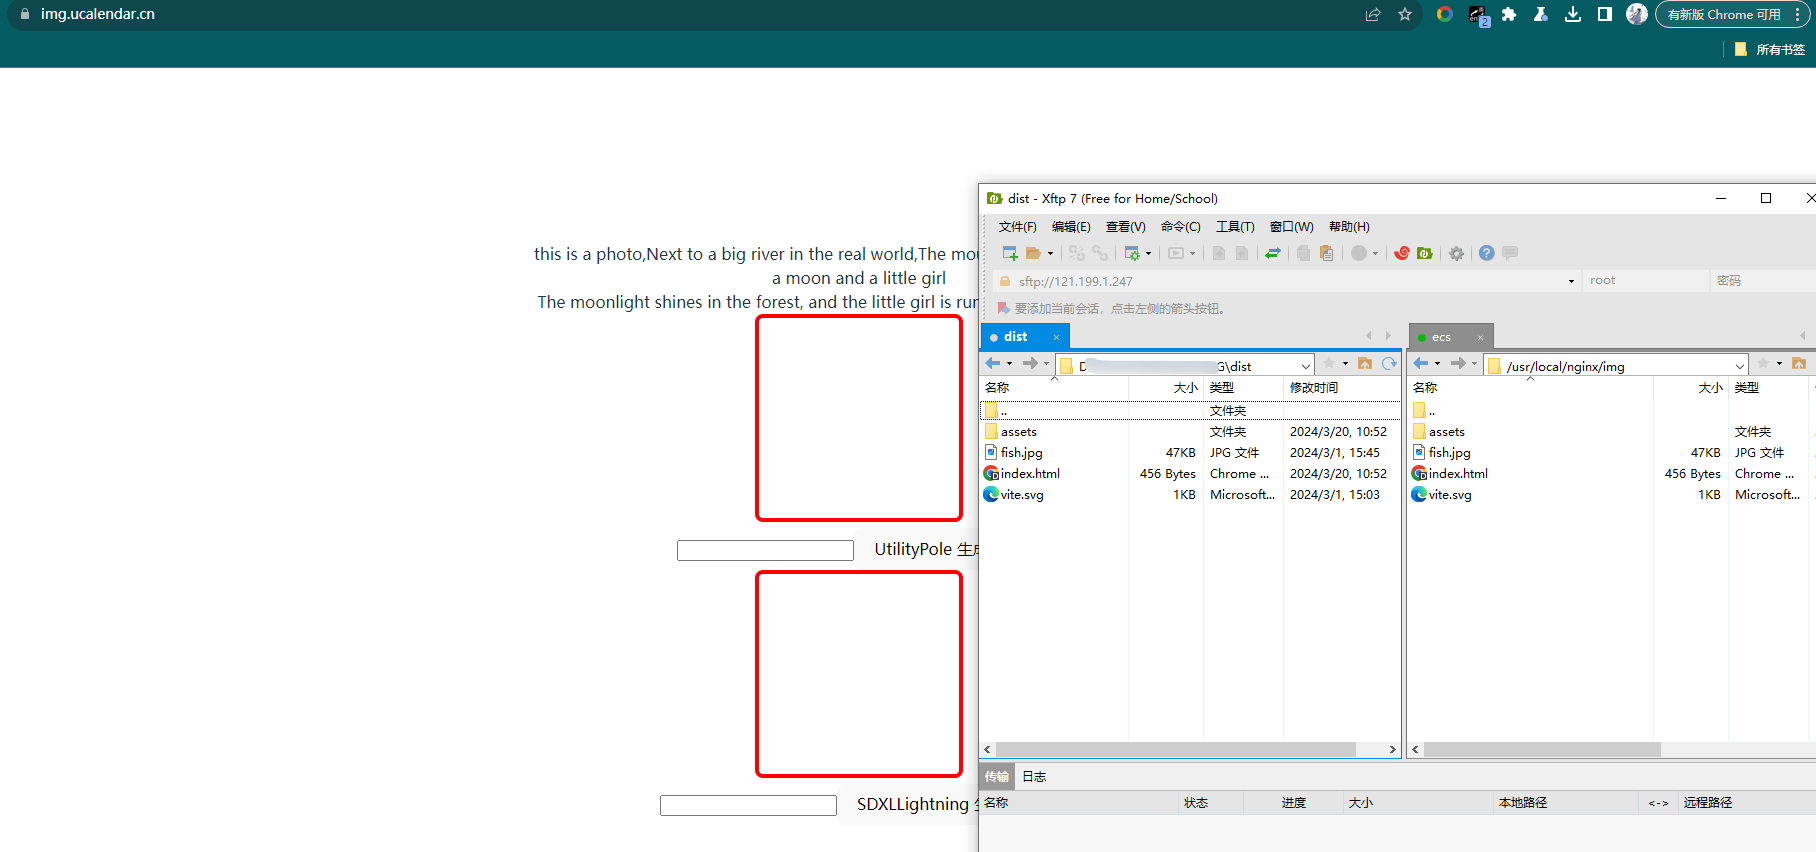 img.ucalendar.cn
2
有新版 Chrome 可用
所有书签
this is a photo,Next to a big river in the real world,The
a moon and a little girl
The moonlight shines in the forest, and the little girl is
UtilityPole 生
SDXLLightning
dist - Xftp 7 (Free for Home/School)
文件(F) 编辑(E) 查看(V) 命令(C) 工具(T) 窗口(W) 帮助(H)
sftp://121.199.1.247 root 密码
要添加当前会话，点击左侧的箭头按钮。
dist × ecs ×
G\dist /usr/local/nginx/img
名称 大小 类型 修改时间 名称 大小 类型
.. 文件夹 ..
assets 文件夹 2024/3/20, 10:52 assets 文件夹
fish.jpg 47KB JPG 文件 2024/3/1, 15:45 fish.jpg 47KB JPG 文件
index.html 456 Bytes Chrome ... 2024/3/20, 10:52 index.html 456 Bytes Chrome ...
vite.svg 1KB Microsoft... 2024/3/1, 15:03 vite.svg 1KB Microsoft...
传输 日志
名称 状态 进度 大小 本地路径 <-> 远程路径